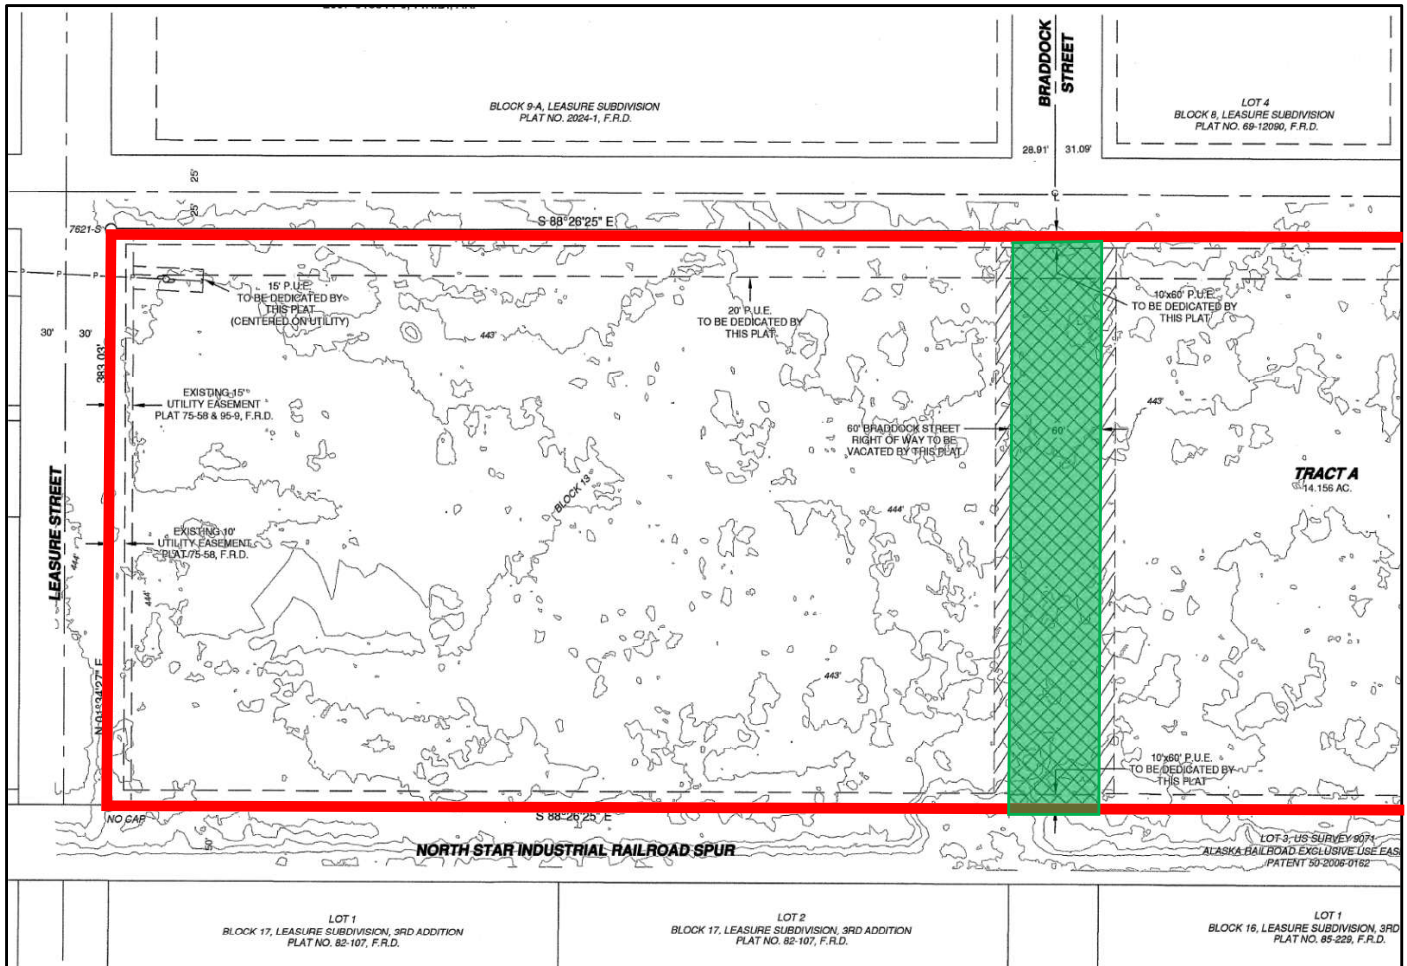 BRADDOCK
STREET
BLOCK 9-A, LEASURE SUBDIVISION
PLAT NO. 2024-1, F.R.D.
LOT 4
BLOCK 8, LEASURE SUBDIVISION
PLAT NO. 69-12090, F.R.D.
28.91' 31.09'
25'
25'
7621-S
S 88°26'25" E
15' P.U.E.
TO BE DEDICATED BY
THIS PLAT
(CENTERED ON UTILITY)
20' P.U.E.
TO BE DEDICATED BY
THIS PLAT
10'x60' P.U.E.
TO BE DEDICATED BY
THIS PLAT
30' 30'
443'
383.03'
EXISTING 15'
UTILITY EASEMENT
PLAT 75-58 & 95-9, F.R.D.
443'
60' BRADDOCK STREET
RIGHT OF WAY TO BE
VACATED BY THIS PLAT
60'
TRACT A
14.156 AC.
BLOCK 13
LEASURE STREET
444'
EXISTING 10'
UTILITY EASEMENT
PLAT 75-58, F.R.D.
444'
444'
N 01°34'27" E
443'
10'x60' P.U.E.
TO BE DEDICATED BY
THIS PLAT
NO CAP
S 88°26'25" E
50'
NORTH STAR INDUSTRIAL RAILROAD SPUR
LOT 3, US SURVEY 9071
ALASKA RAILROAD EXCLUSIVE USE EAS
PATENT 50-2006-0162
LOT 1
BLOCK 17, LEASURE SUBDIVISION, 3RD ADDITION
PLAT NO. 82-107, F.R.D.
LOT 2
BLOCK 17, LEASURE SUBDIVISION, 3RD ADDITION
PLAT NO. 82-107, F.R.D.
LOT 1
BLOCK 16, LEASURE SUBDIVISION, 3RD
PLAT NO. 85-229, F.R.D.